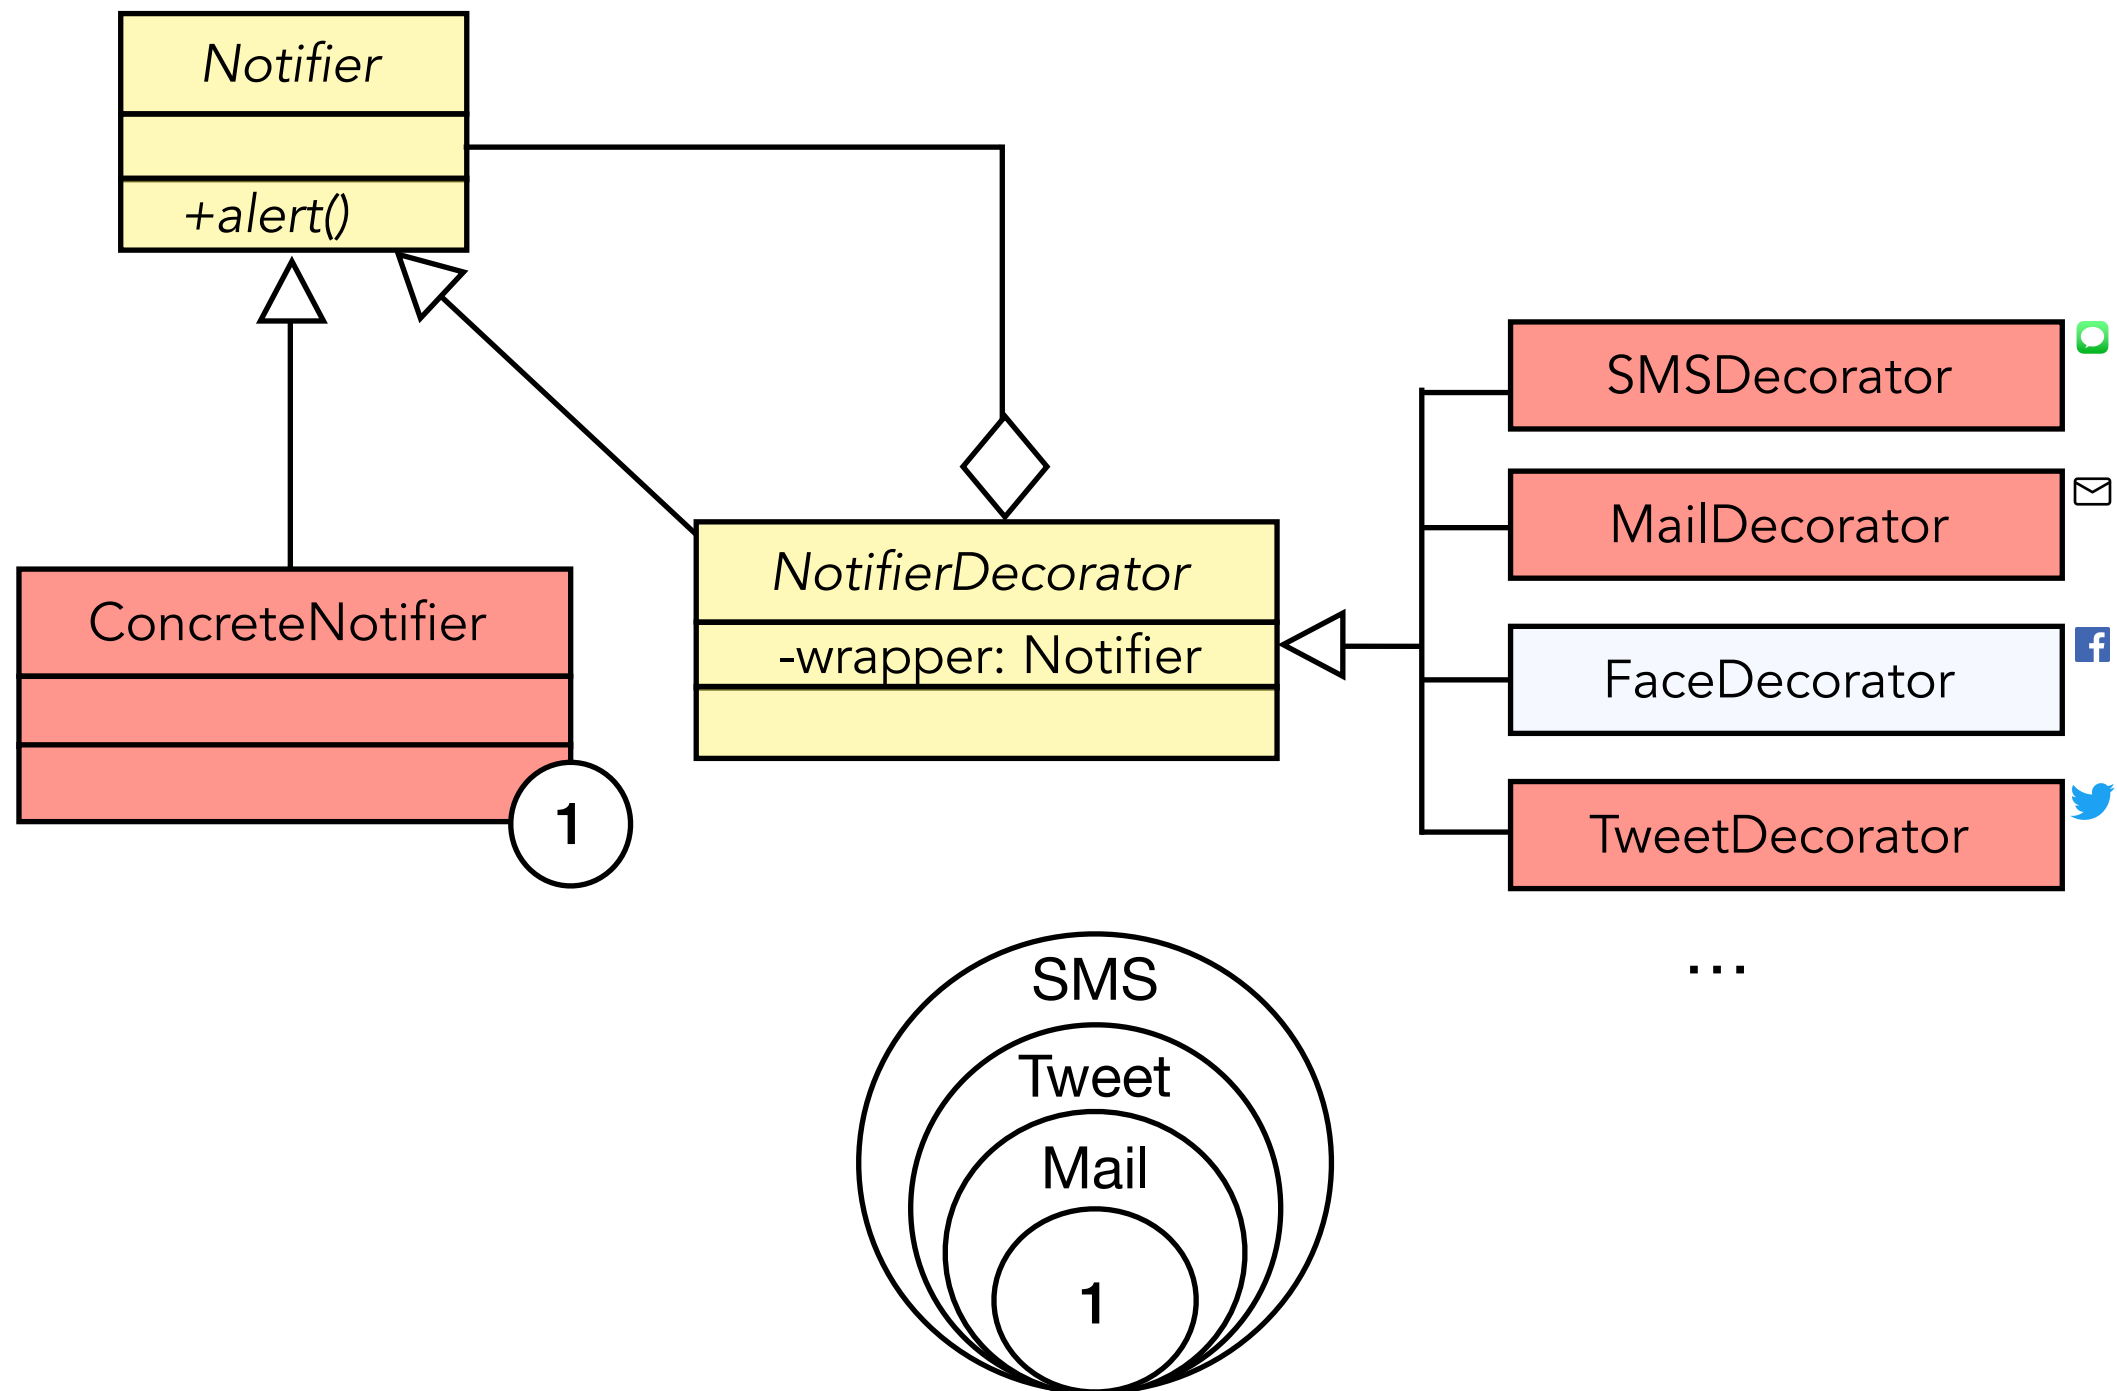 Notifier
+alert()
ConcreteNotifier
1
NotifierDecorator
-wrapper: Notifier
SMSDecorator
MailDecorator
FaceDecorator
f
TweetDecorator
...
SMS
Tweet
Mail
1